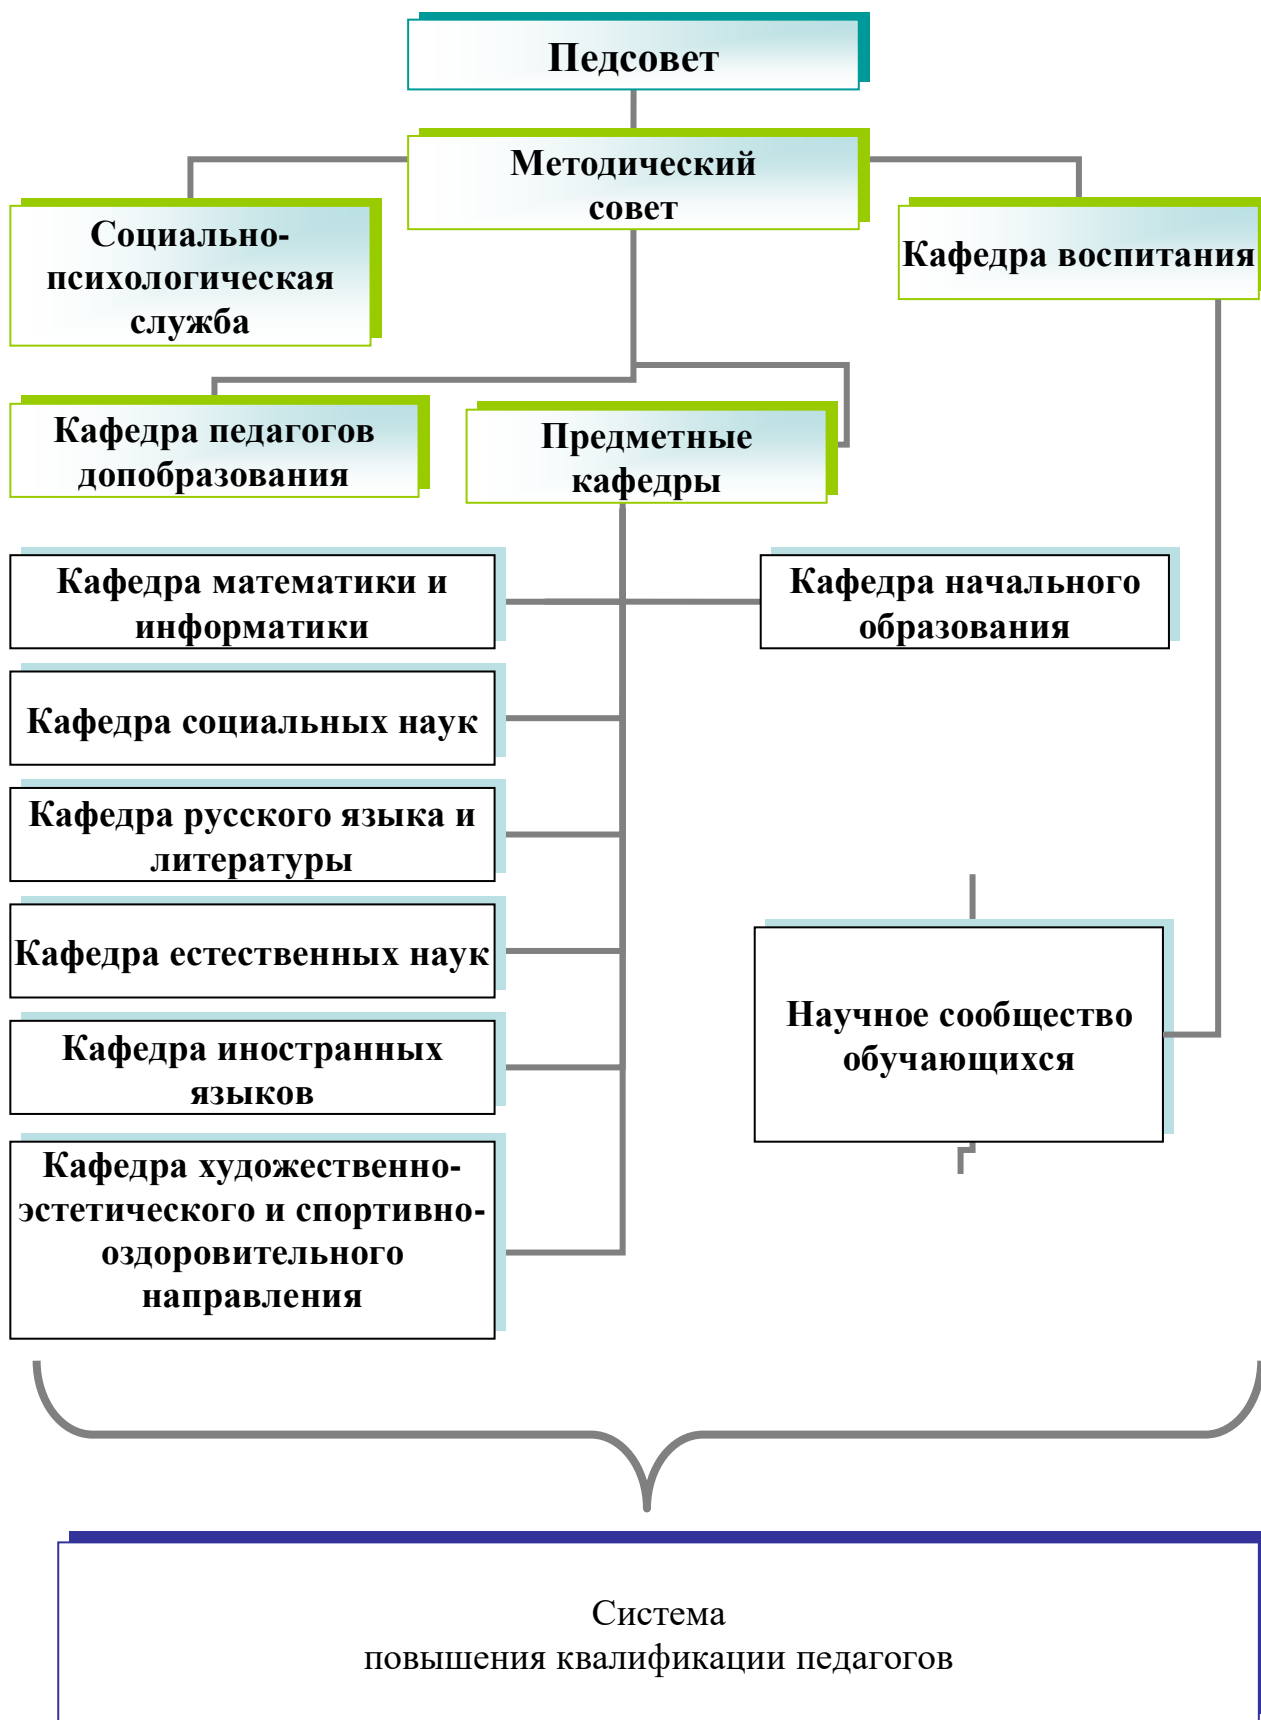 Педсовет
Методический
совет
Социально-
психологическая
служба
Кафедра воспитания
Кафедра педагогов
допобразования
Предметные
кафедры
Кафедра математики и
информатики
Кафедра начального
образования
Кафедра социальных наук
Кафедра русского языка и
литературы
Кафедра естественных наук
Научное сообщество
обучающихся
Кафедра иностранных
языков
Кафедра художественно-
эстетического и спортивно-
оздоровительного
направления
Система
повышения квалификации педагогов